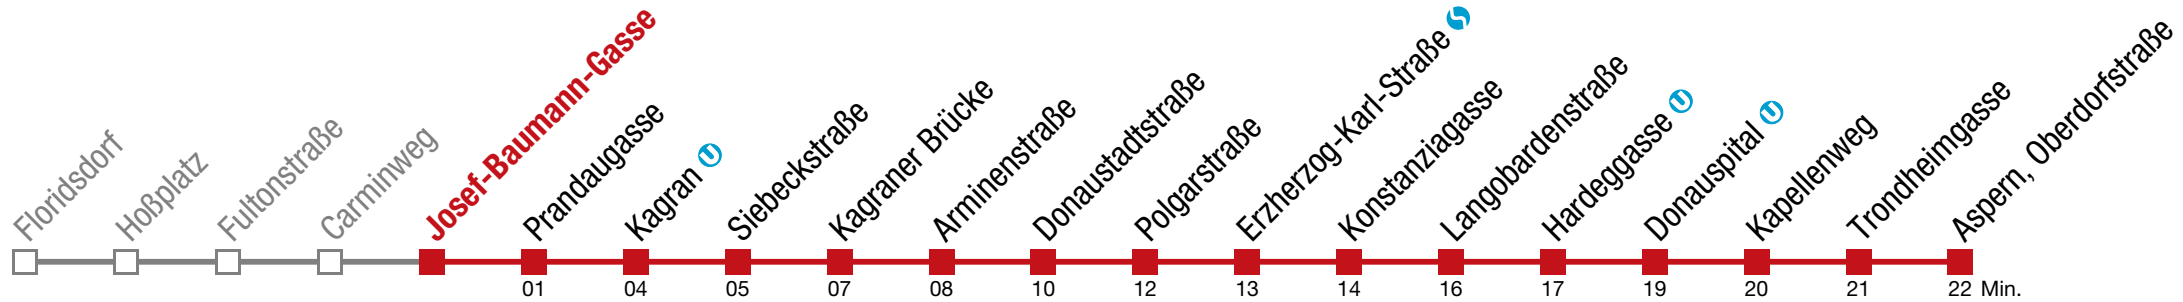 Floridsdorf
Hoßplatz
Fultonstraße
Carminweg
Josef-Baumann-Gasse
Prandaugasse
Kagran U
Siebeckstraße
Kagraner Brücke
Arminenstraße
Donaustadtstraße
Polgarstraße
Erzherzog-Karl-Straße S
Konstanziagasse
Langobardenstraße
Hardeggasse U
Donauspital U
Kapellenweg
Trondheimgasse
Aspern, Oberdorfstraße
01 04 05 07 08 10 12 13 14 16 17 19 20 21 22 Min.